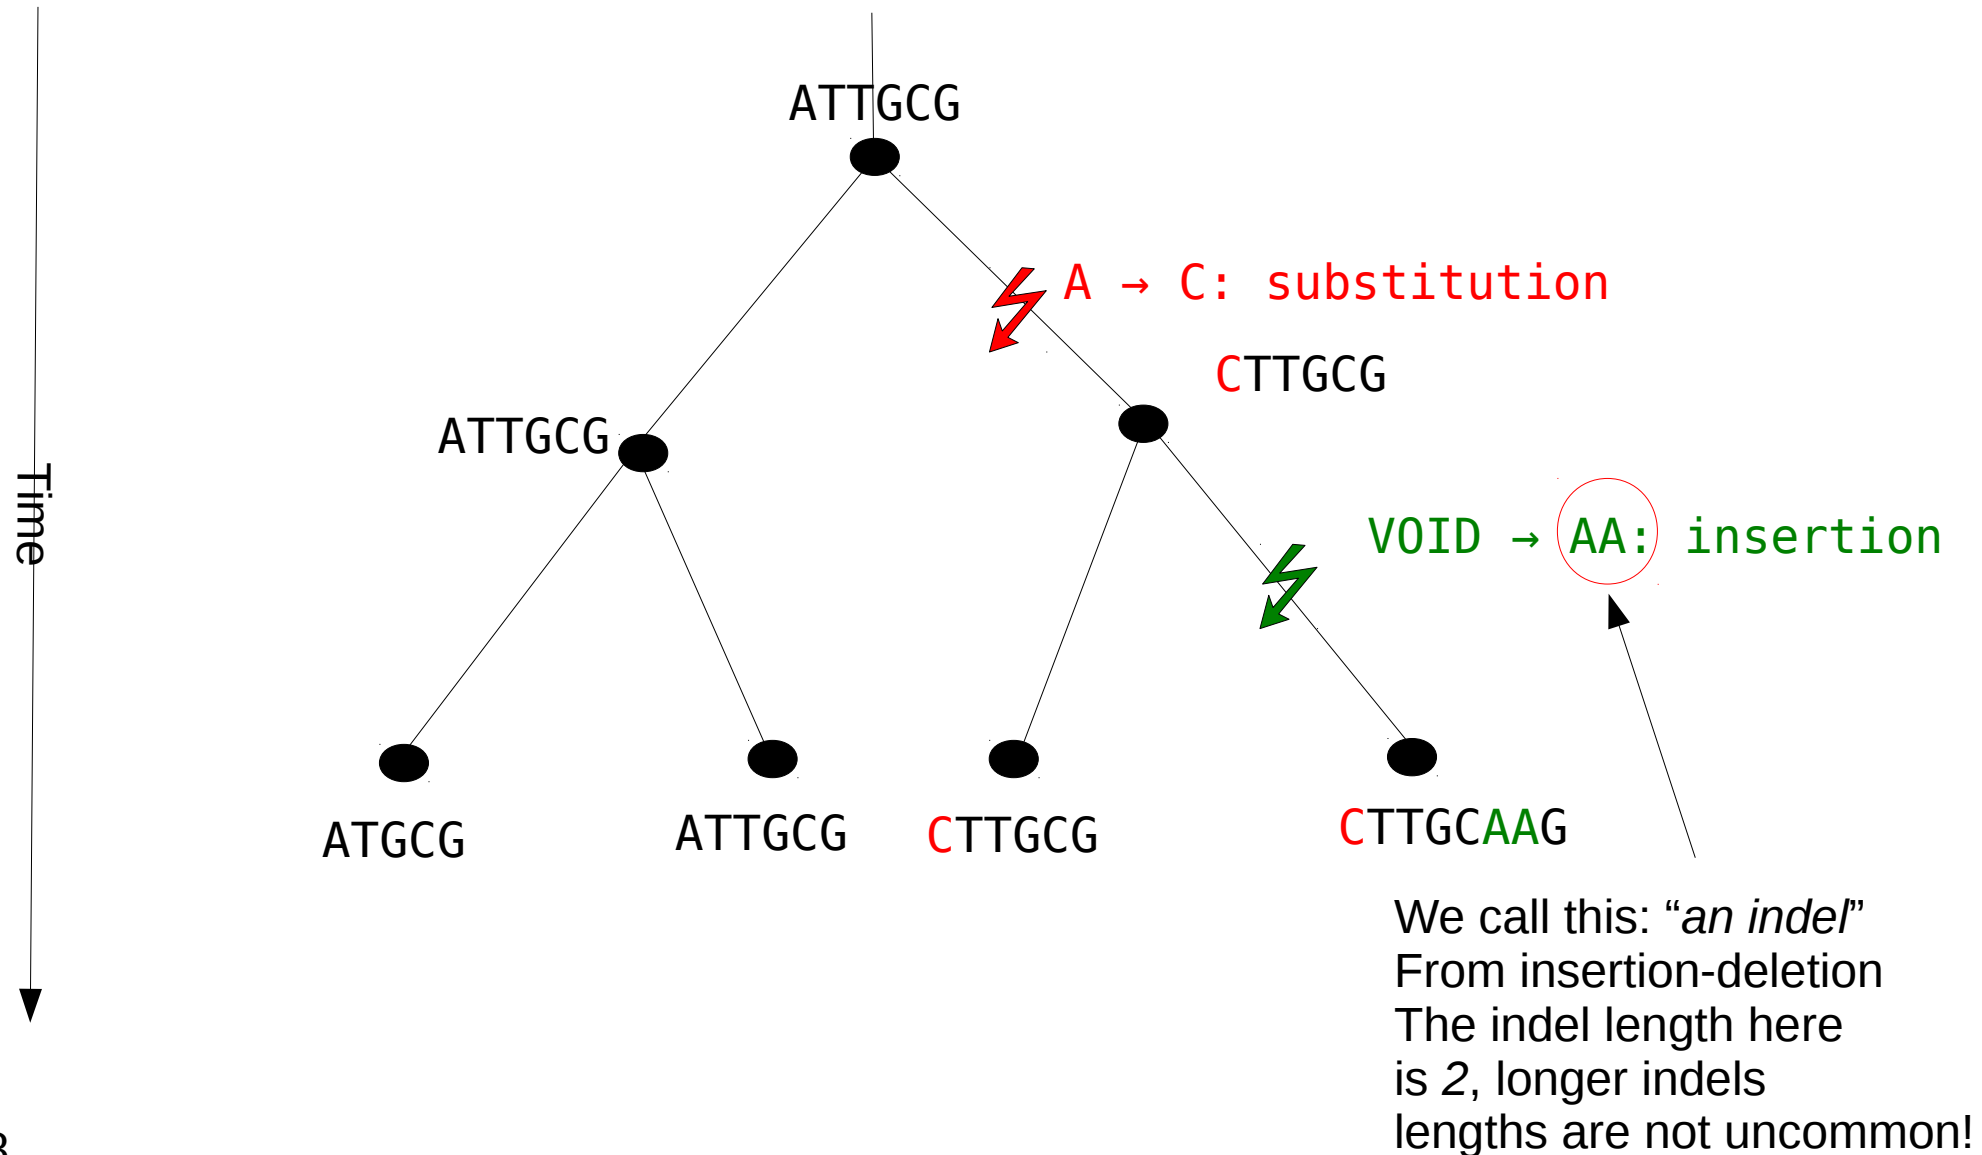 ATTGCG
A → C: substitution
CTTGCG
ATTGCG
Time
VOID → AA: insertion
ATGCG
ATTGCG
CTTGCG
CTTGCAAG
We call this: “an indel”
From insertion-deletion
The indel length here
is 2, longer indels
lengths are not uncommon!